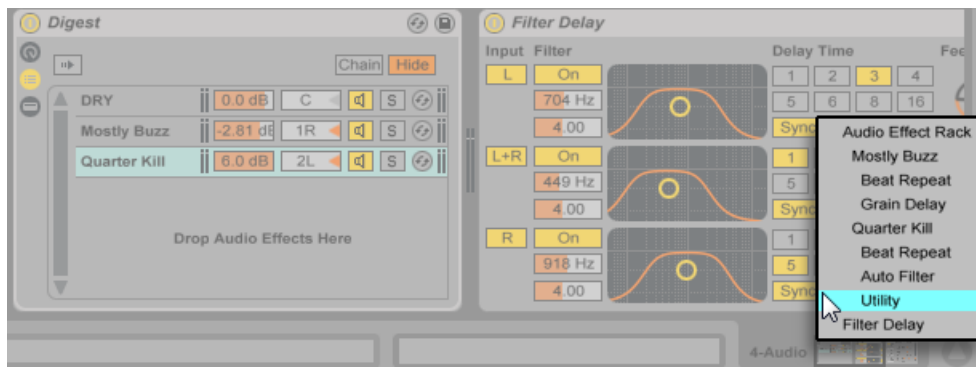 Digest
Chain Hide
DRY 0.0 dB C S
Mostly Buzz -2.81 dB 1R S
Quarter Kill 6.0 dB 2L S
Drop Audio Effects Here
Filter Delay
Input Filter Delay Time
L On 1 2 3 4
704 Hz 5 6 8 16
4.00 Sync
L+R On 1
449 Hz 5
4.00
R On 1
918 Hz 5
4.00
Audio Effect Rack
Mostly Buzz
Beat Repeat
Grain Delay
Quarter Kill
Beat Repeat
Auto Filter
Utility
Filter Delay
4-Audio